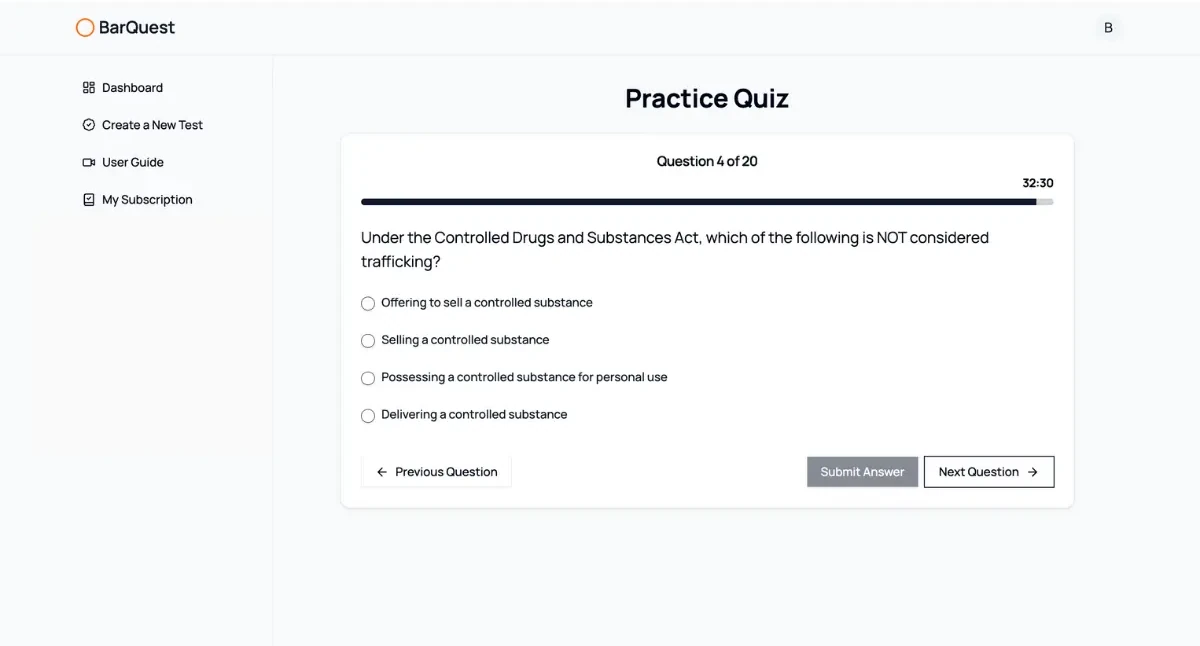 BarQuest
B
Dashboard
Create a New Test
User Guide
My Subscription
Practice Quiz
Question 4 of 20
32:30
Under the Controlled Drugs and Substances Act, which of the following is NOT considered
trafficking?
Offering to sell a controlled substance
Selling a controlled substance
Possessing a controlled substance for personal use
Delivering a controlled substance
← Previous Question
Submit Answer
Next Question →